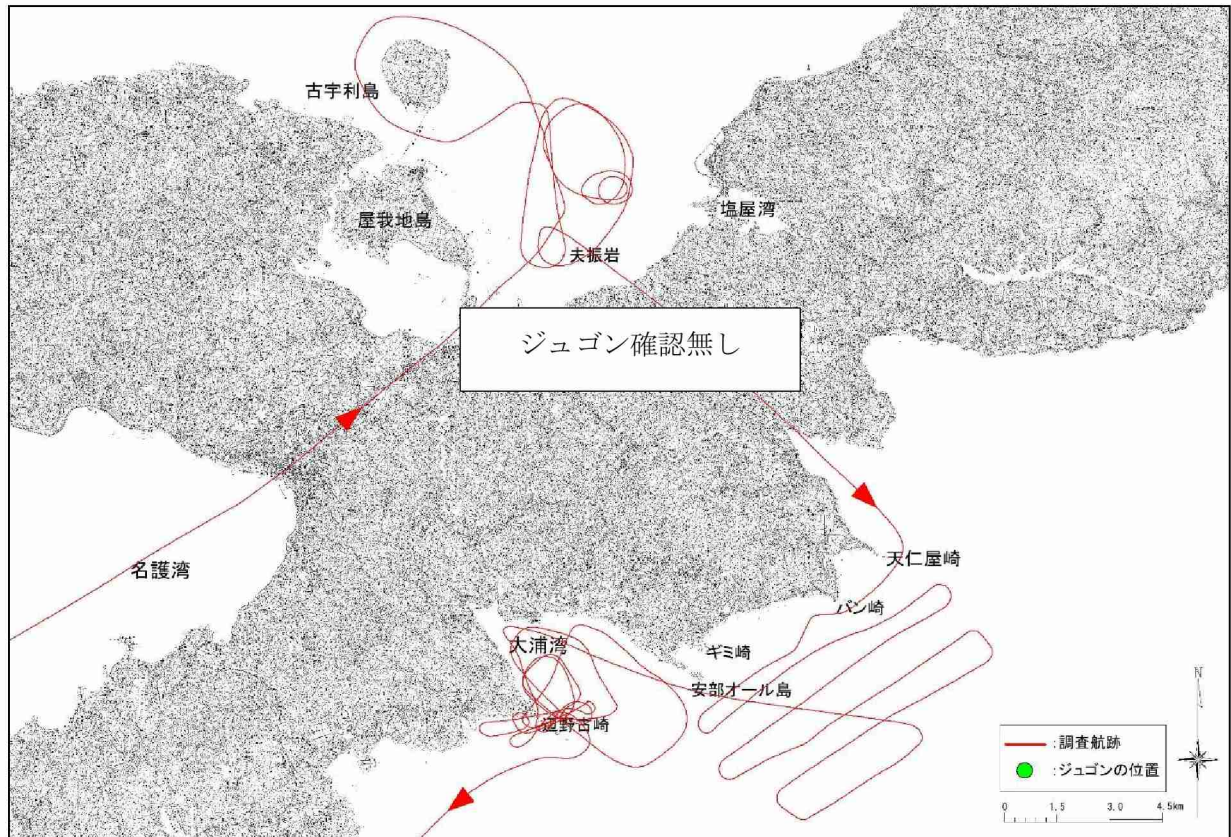 古宇利島
屋我地島
塩屋湾
夫振岩
ジュゴン確認無し
名護湾
天仁屋崎
バン崎
大浦湾
ギミ崎
安部オール島
辺野古崎
N
:調査航跡
:ジュゴンの位置
0 1.5 3.0 4.5km